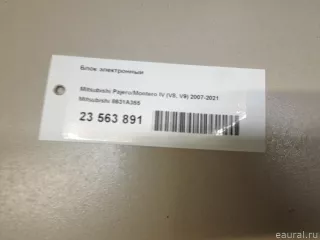 Блок электронный
Mitsubishi Pajero/Montero IV (V8, V9) 2007-2021
Mitsubishi 8631A355
23 563 891
eaural.ru